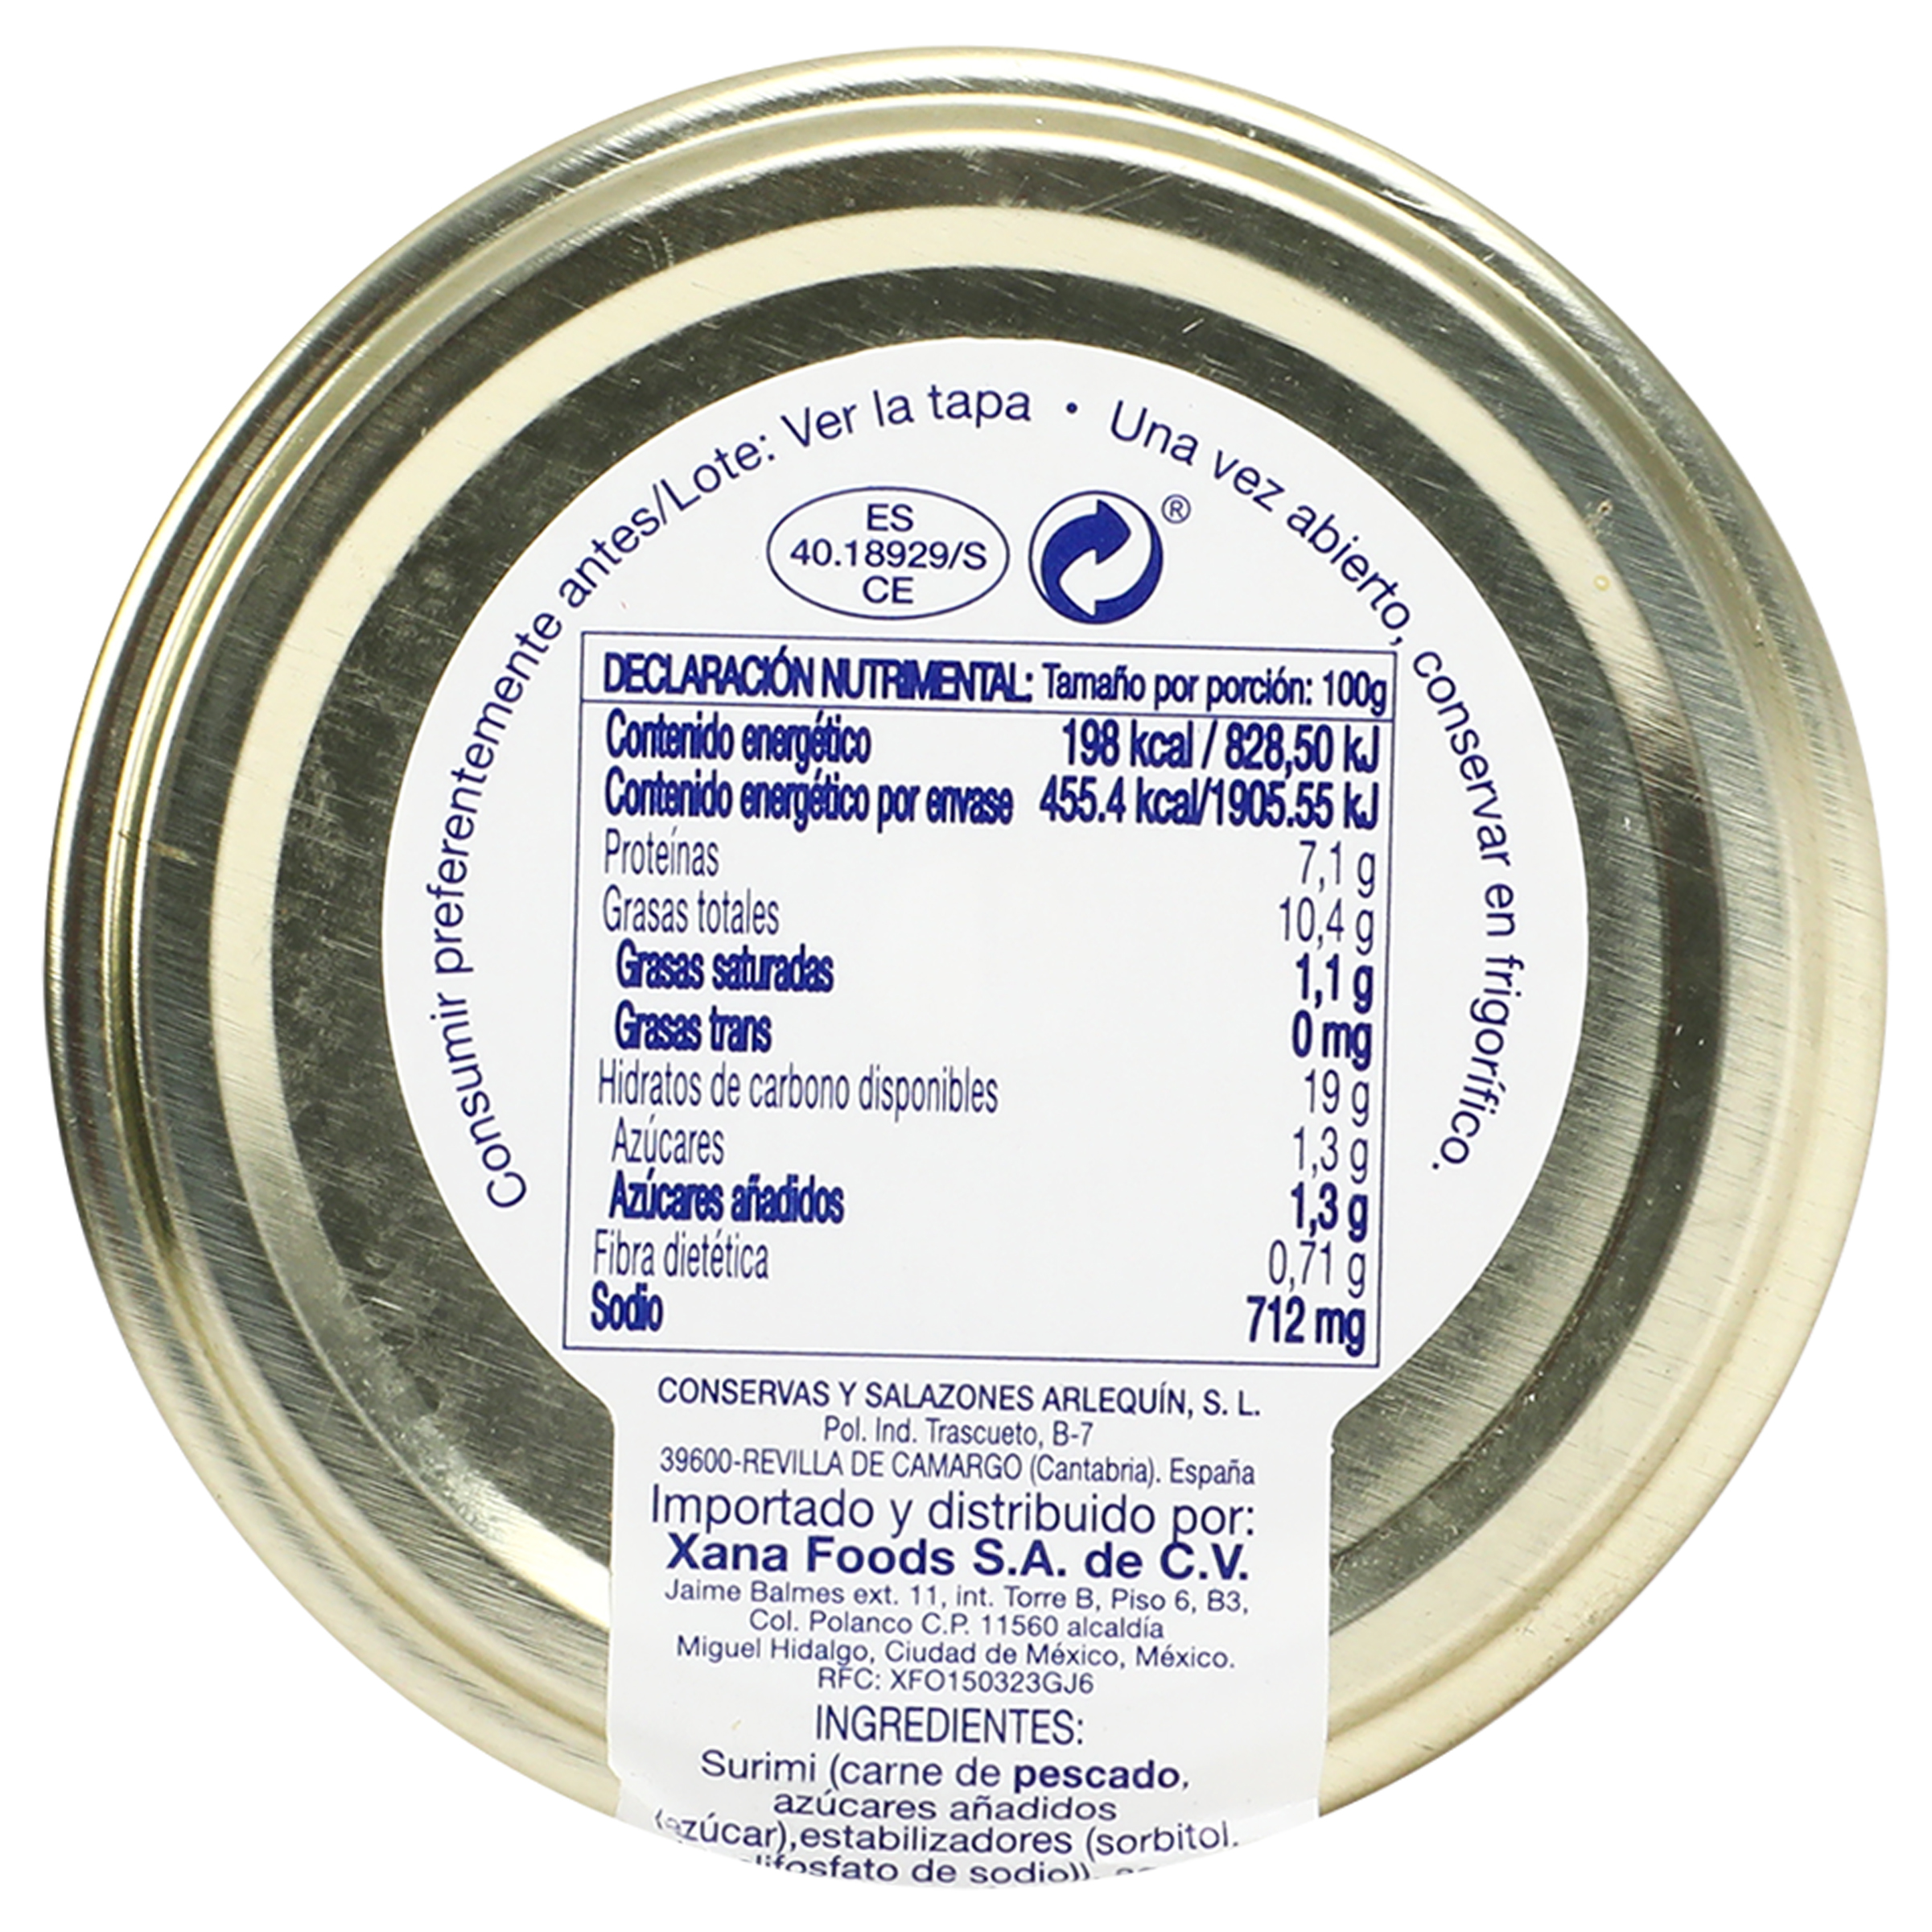 Consumir preferentemente antes/Lote: Ver la tapa • Una vez abierto, conservar en frigorífico.
ES
40.18929/S
CE
®
DECLARACIÓN NUTRIMENTAL: Tamaño por porción: 100g
Contenido energético 198 kcal / 828,50 kJ
Contenido energético por envase 455.4 kcal/1905.55 kJ
Proteínas 7,1 g
Grasas totales 10,4 g
Grasas saturadas 1,1 g
Grasas trans 0 mg
Hidratos de carbono disponibles 19 g
Azúcares 1,3 g
Azúcares añadidos 1,3 g
Fibra dietética 0,71 g
Sodio 712 mg
CONSERVAS Y SALAZONES ARLEQUÍN, S. L.
Pol. Ind. Trascueto, B-7
39600-REVILLA DE CAMARGO (Cantabria). España
Importado y distribuido por:
Xana Foods S.A. de C.V.
Jaime Balmes ext. 11, int. Torre B, Piso 6, B3,
Col. Polanco C.P. 11560 alcaldía
Miguel Hidalgo, Ciudad de México, México.
RFC: XFO150323GJ6
INGREDIENTES:
Surimi (carne de pescado,
azúcares añadidos
(azúcar),estabilizadores (sorbitol,
de sodio)),